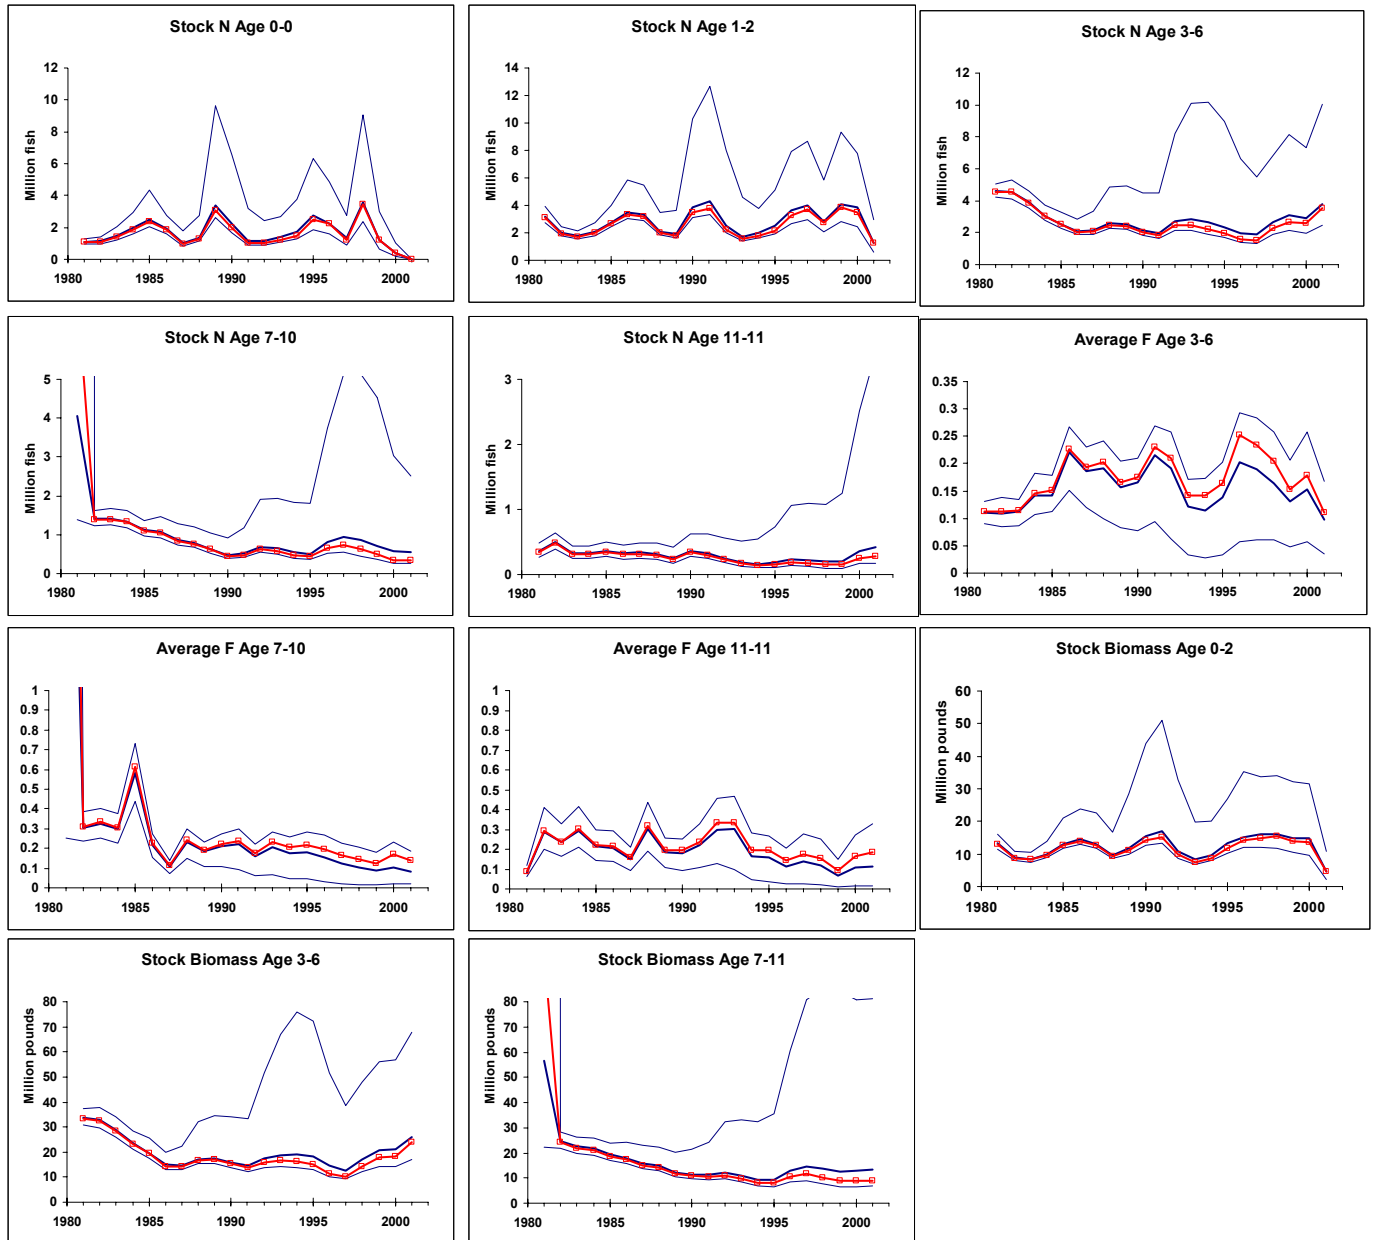 Stock N Age 0-0
Million fish
12
10
8
6
4
2
0
1980 1985 1990 1995 2000
Stock N Age 1-2
Million fish
14
12
10
8
6
4
2
0
1980 1985 1990 1995 2000
Stock N Age 3-6
Million fish
12
10
8
6
4
2
0
1980 1985 1990 1995 2000
Stock N Age 7-10
Million fish
5
4
3
2
1
0
1980 1985 1990 1995 2000
Stock N Age 11-11
Million fish
3
2
1
0
1980 1985 1990 1995 2000
Average F Age 3-6
0.35
0.3
0.25
0.2
0.15
0.1
0.05
0
1980 1985 1990 1995 2000
Average F Age 7-10
1
0.9
0.8
0.7
0.6
0.5
0.4
0.3
0.2
0.1
0
1980 1985 1990 1995 2000
Average F Age 11-11
1
0.9
0.8
0.7
0.6
0.5
0.4
0.3
0.2
0.1
0
1980 1985 1990 1995 2000
Stock Biomass Age 0-2
Million pounds
60
50
40
30
20
10
0
1980 1985 1990 1995 2000
Stock Biomass Age 3-6
Million pounds
80
70
60
50
40
30
20
10
0
1980 1985 1990 1995 2000
Stock Biomass Age 7-11
Million pounds
80
70
60
50
40
30
20
10
0
1980 1985 1990 1995 2000